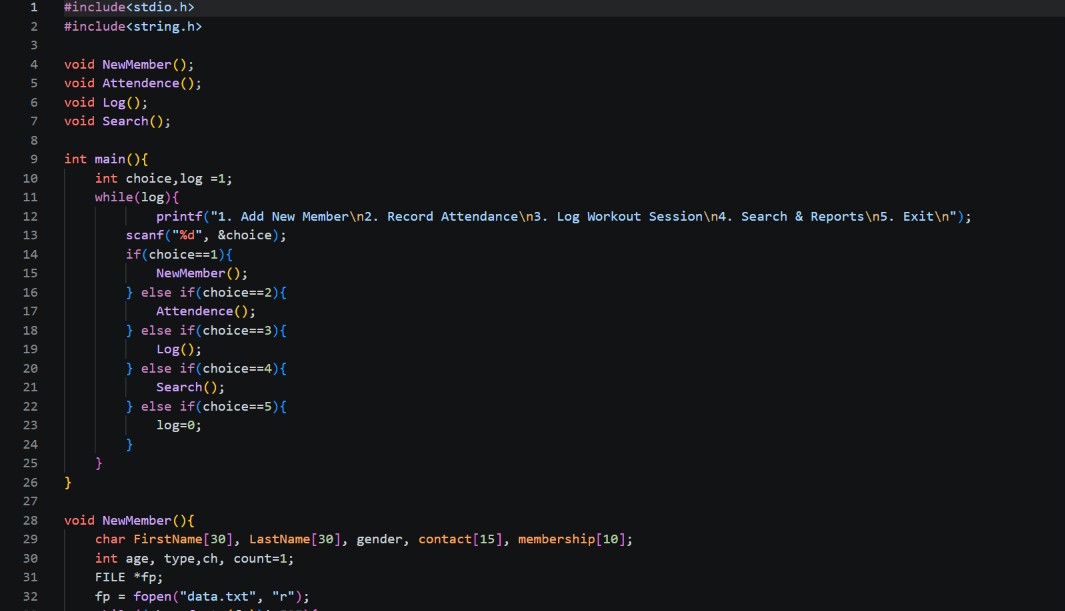 1 #include<stdio.h>
2 #include<string.h>
3
4 void NewMember();
5 void Attendence();
6 void Log();
7 void Search();
8
9 int main(){
10 int choice,log =1;
11 while(log){
12 printf("1. Add New Member\n2. Record Attendance\n3. Log Workout Session\n4. Search & Reports\n5. Exit\n");
13 scanf("%d", &choice);
14 if(choice==1){
15 NewMember();
16 } else if(choice==2){
17 Attendence();
18 } else if(choice==3){
19 Log();
20 } else if(choice==4){
21 Search();
22 } else if(choice==5){
23 log=0;
24 }
25 }
26 }
27
28 void NewMember(){
29 char FirstName[30], LastName[30], gender, contact[15], membership[10];
30 int age, type,ch, count=1;
31 FILE *fp;
32 fp = fopen("data.txt", "r");